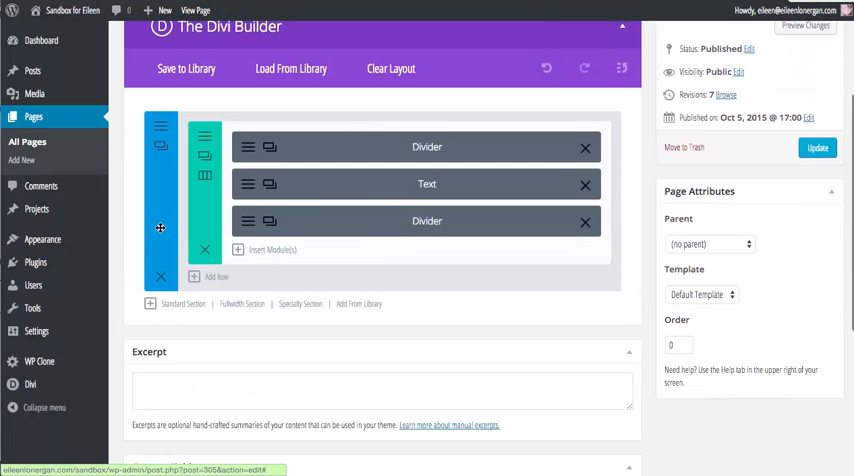 Sandbox for Eileen 0 New View Page Howdy, eileen@eileenlonergan.com
Dashboard
Posts
Media
Pages
All Pages
Add New
Comments
Projects
Appearance
Plugins
Users
Tools
Settings
WP Clone
Divi
Collapse menu
D The Divi Builder
Save to Library Load From Library Clear Layout
Divider
Text
Divider
Insert Module(s)
Add Row
Standard Section | Fullwidth Section | Specialty Section | Add From Library
Excerpt
Excerpts are optional hand-crafted summaries of your content that can be used in your theme. Learn more about manual excerpts.
Preview Changes
Status: Published Edit
Visibility: Public Edit
Revisions: 7 Browse
Published on: Oct 5, 2015 @ 17:00 Edit
Move to Trash Update
Page Attributes
Parent
(no parent)
Template
Default Template
Order
0
Need help? Use the Help tab in the upper right of your
screen.
eileenlonergan.com/sandbox/wp-admin/post.php?post=305&action=edit#